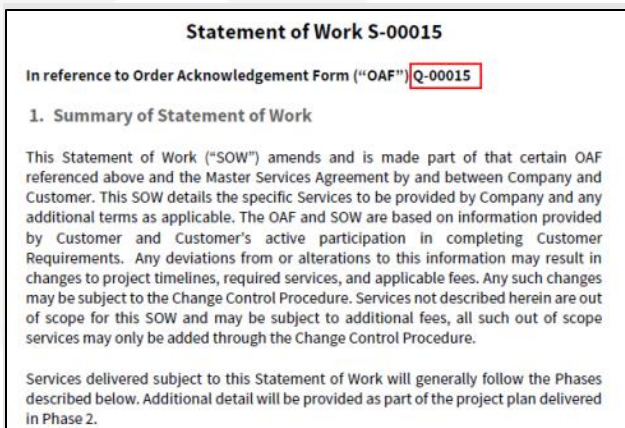 Statement of Work S-00015
In reference to Order Acknowledgement Form (“OAF”) Q-00015
1. Summary of Statement of Work
This Statement of Work (“SOW”) amends and is made part of that certain OAF
referenced above and the Master Services Agreement by and between Company and
Customer. This SOW details the specific Services to be provided by Company and any
additional terms as applicable. The OAF and SOW are based on information provided
by Customer and Customer's active participation in completing Customer
Requirements. Any deviations from or alterations to this information may result in
changes to project timelines, required services, and applicable fees. Any such changes
may be subject to the Change Control Procedure. Services not described herein are out
of scope for this SOW and may be subject to additional fees, all such out of scope
services may only be added through the Change Control Procedure.
Services delivered subject to this Statement of Work will generally follow the Phases
described below. Additional detail will be provided as part of the project plan delivered
in Phase 2.